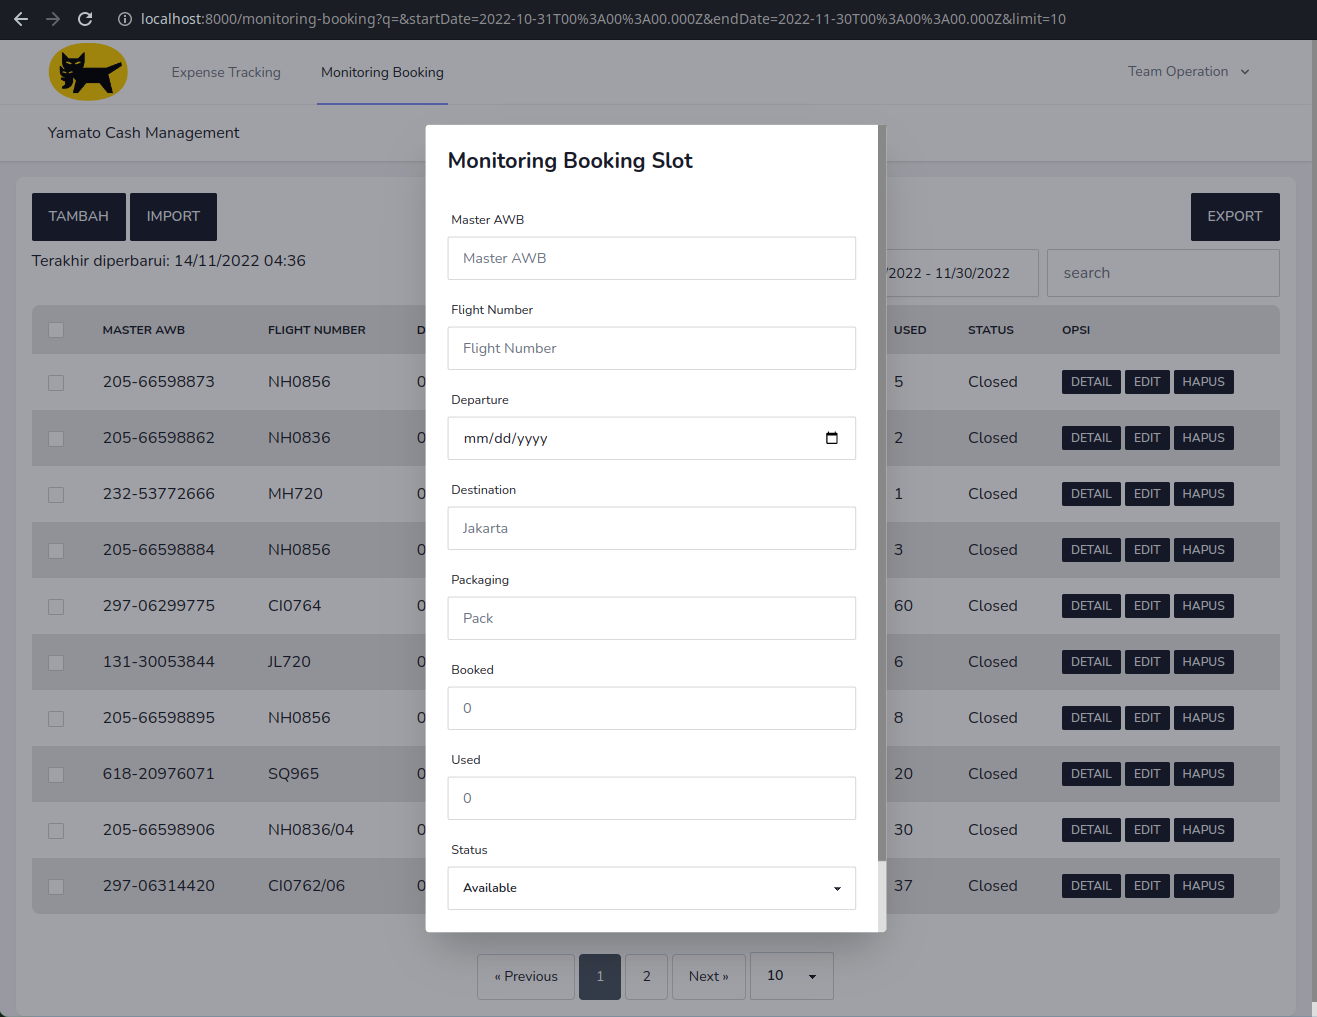 localhost:8000/monitoring-booking?q=&startDate=2022-10-31T00%3A00%3A00.000Z&endDate=2022-11-30T00%3A00%3A00.000Z&limit=10
Expense Tracking Monitoring Booking Team Operation
Yamato Cash Management
Monitoring Booking Slot
TAMBAH IMPORT EXPORT
Terakhir diperbarui: 14/11/2022 04:36
/2022 - 11/30/2022 search
MASTER AWB FLIGHT NUMBER D USED STATUS OPSI
205-66598873 NH0856 0 5 Closed DETAIL EDIT HAPUS
205-66598862 NH0836 0 2 Closed DETAIL EDIT HAPUS
232-53772666 MH720 0 1 Closed DETAIL EDIT HAPUS
205-66598884 NH0856 0 3 Closed DETAIL EDIT HAPUS
297-06299775 CI0764 0 60 Closed DETAIL EDIT HAPUS
131-30053844 JL720 0 6 Closed DETAIL EDIT HAPUS
205-66598895 NH0856 0 8 Closed DETAIL EDIT HAPUS
618-20976071 SQ965 0 20 Closed DETAIL EDIT HAPUS
205-66598906 NH0836/04 0 30 Closed DETAIL EDIT HAPUS
297-06314420 CI0762/06 0 37 Closed DETAIL EDIT HAPUS
Master AWB
Master AWB
Flight Number
Flight Number
Departure
mm/dd/yyyy
Destination
Jakarta
Packaging
Pack
Booked
0
Used
0
Status
Available
« Previous 1 2 Next » 10